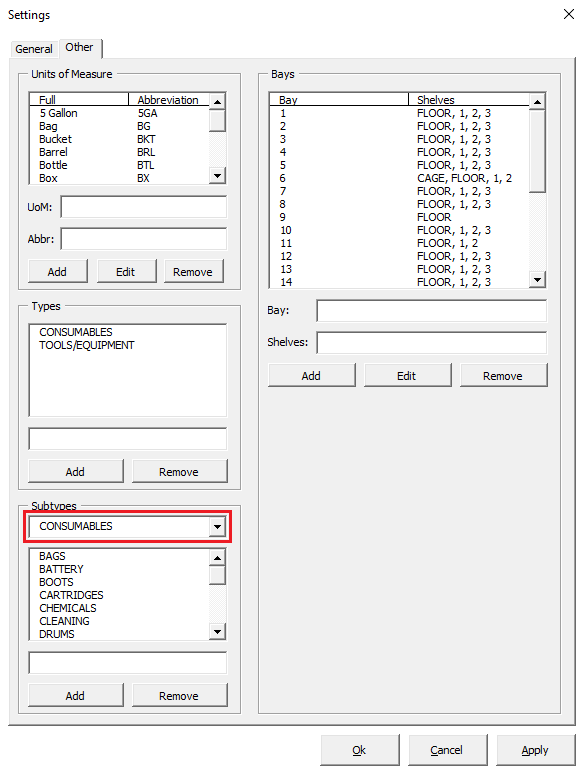 Settings
General Other
Units of Measure
Full Abbreviation
5 Gallon 5GA
Bag BG
Bucket BKT
Barrel BRL
Bottle BTL
Box BX
UoM:
Abbr:
Add Edit Remove
Types
CONSUMABLES
TOOLS/EQUIPMENT
Add Remove
Subtypes
CONSUMABLES
BAGS
BATTERY
BOOTS
CARTRIDGES
CHEMICALS
CLEANING
DRUMS
Add Remove
Bays
Bay Shelves
1 FLOOR, 1, 2, 3
2 FLOOR, 1, 2, 3
3 FLOOR, 1, 2, 3
4 FLOOR, 1, 2, 3
5 FLOOR, 1, 2, 3
6 CAGE, FLOOR, 1, 2
7 FLOOR, 1, 2, 3
8 FLOOR, 1, 2, 3
9 FLOOR
10 FLOOR, 1, 2, 3
11 FLOOR, 1, 2
12 FLOOR, 1, 2, 3
13 FLOOR, 1, 2, 3
14 FLOOR, 1, 2, 3
Bay:
Shelves:
Add Edit Remove
Ok Cancel Apply